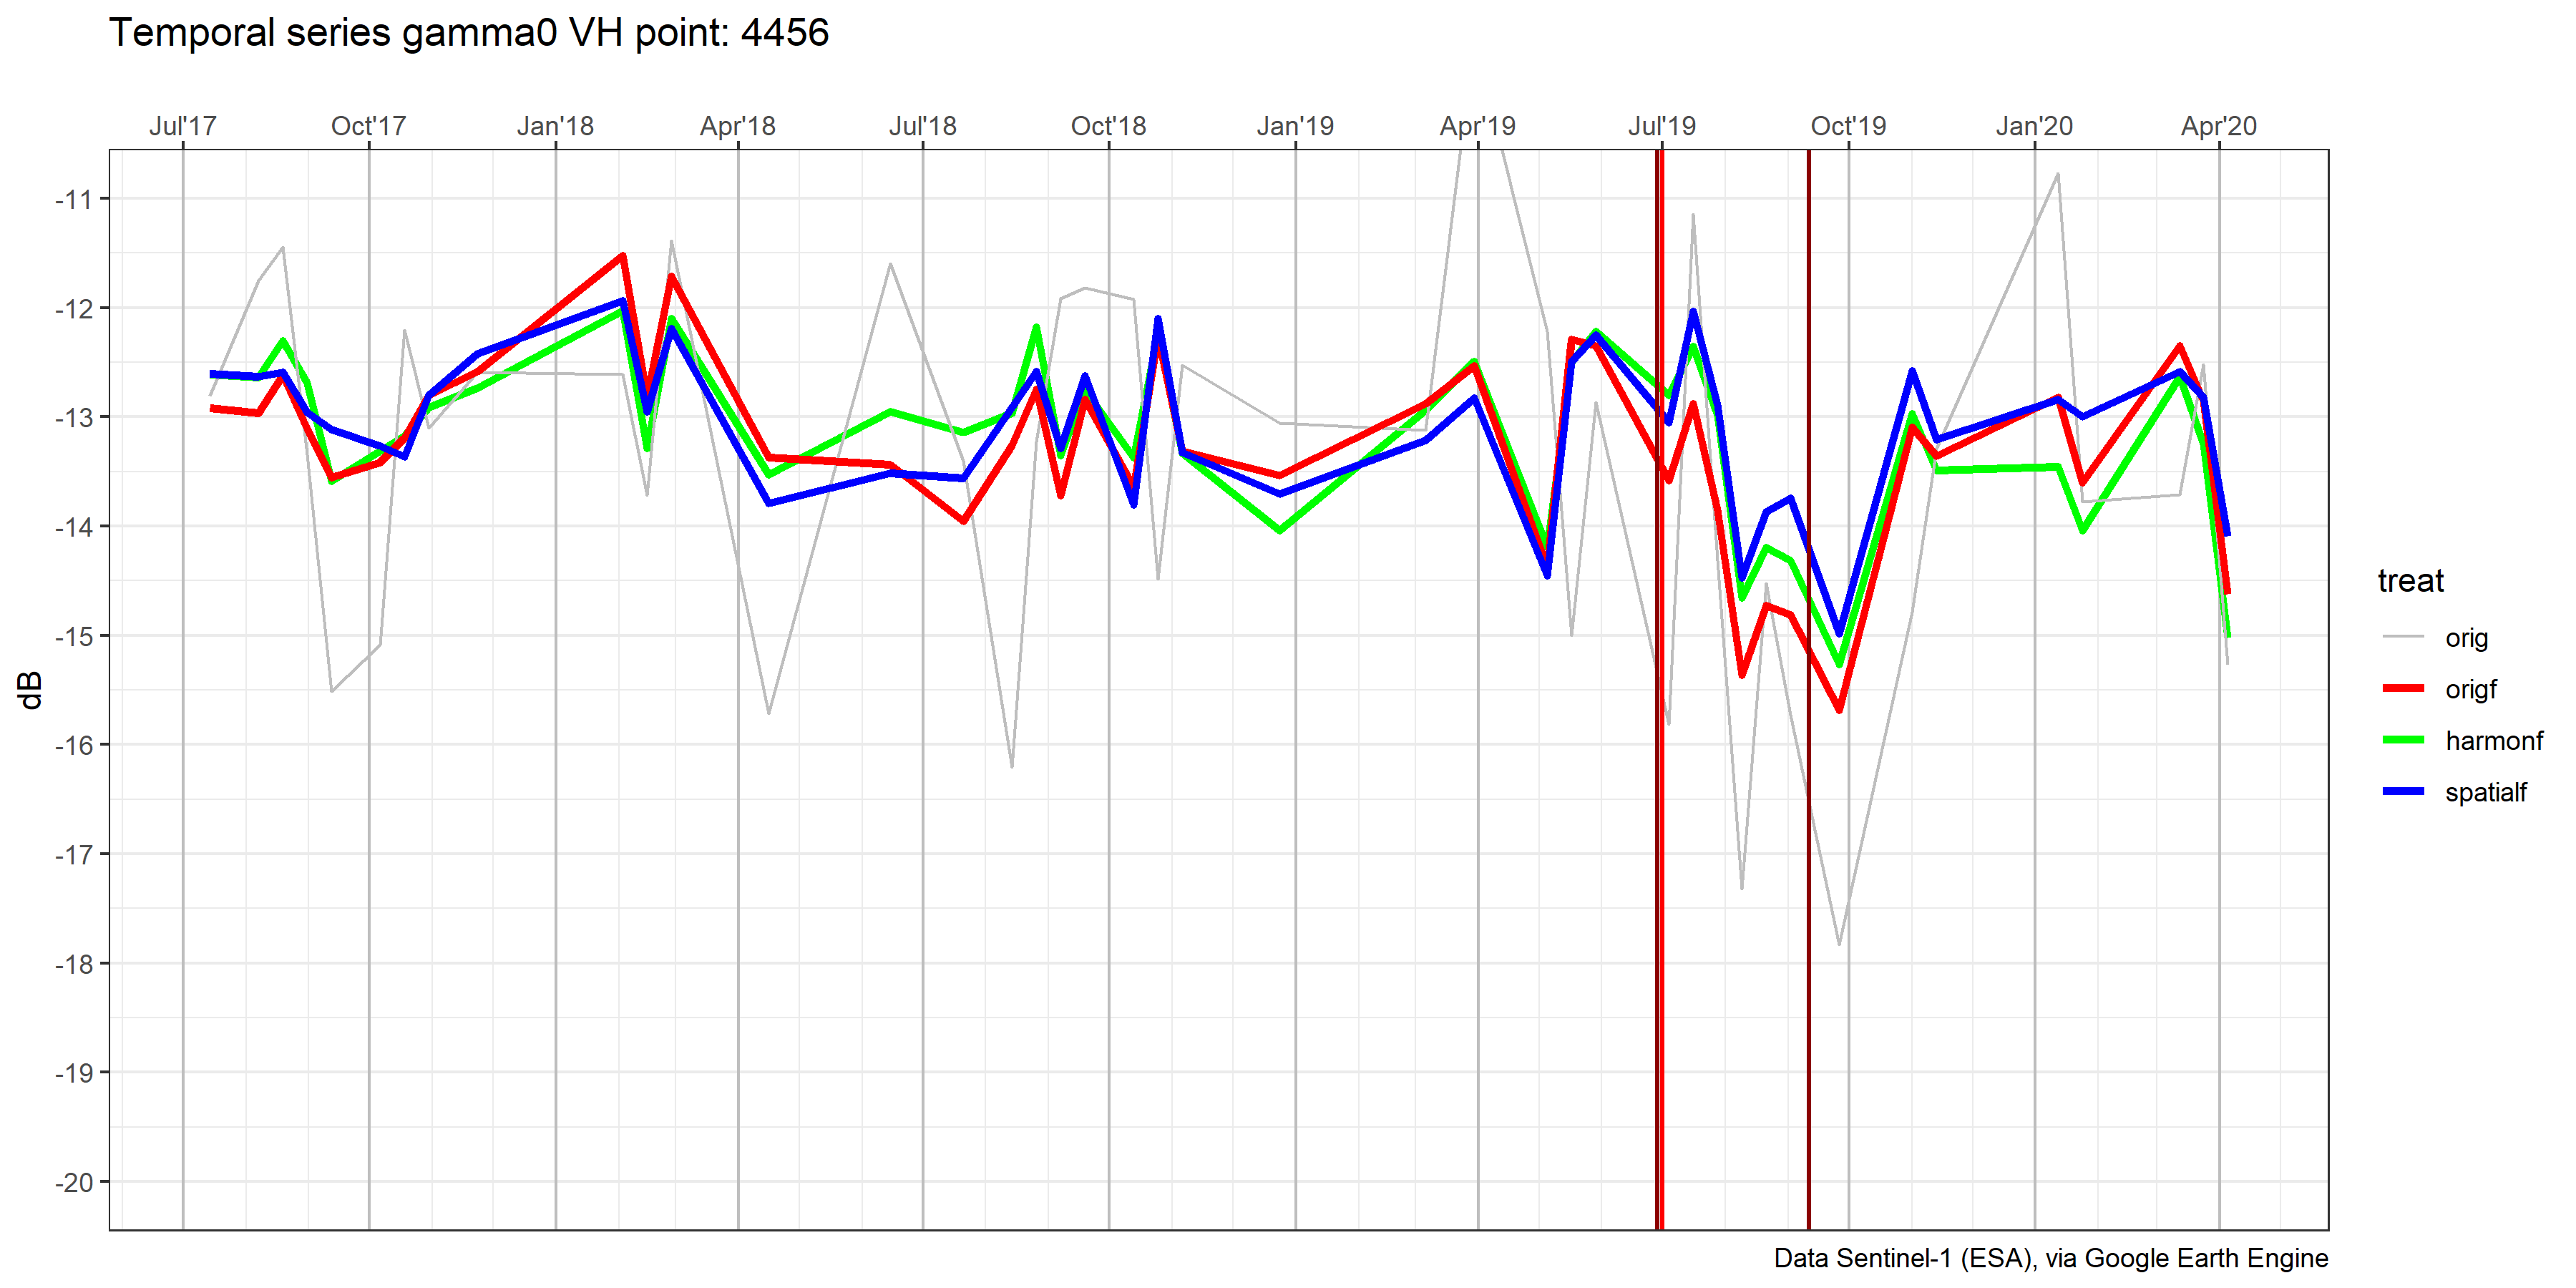 Temporal series gamma0 VH point: 4456
Jul'17 Oct'17 Jan'18 Apr'18 Jul'18 Oct'18 Jan'19 Apr'19 Jul'19 Oct'19 Jan'20 Apr'20
-11
-12
-13
-14
-15
-16
-17
-18
-19
-20
dB
treat
orig
origf
harmonf
spatialf
Data Sentinel-1 (ESA), via Google Earth Engine